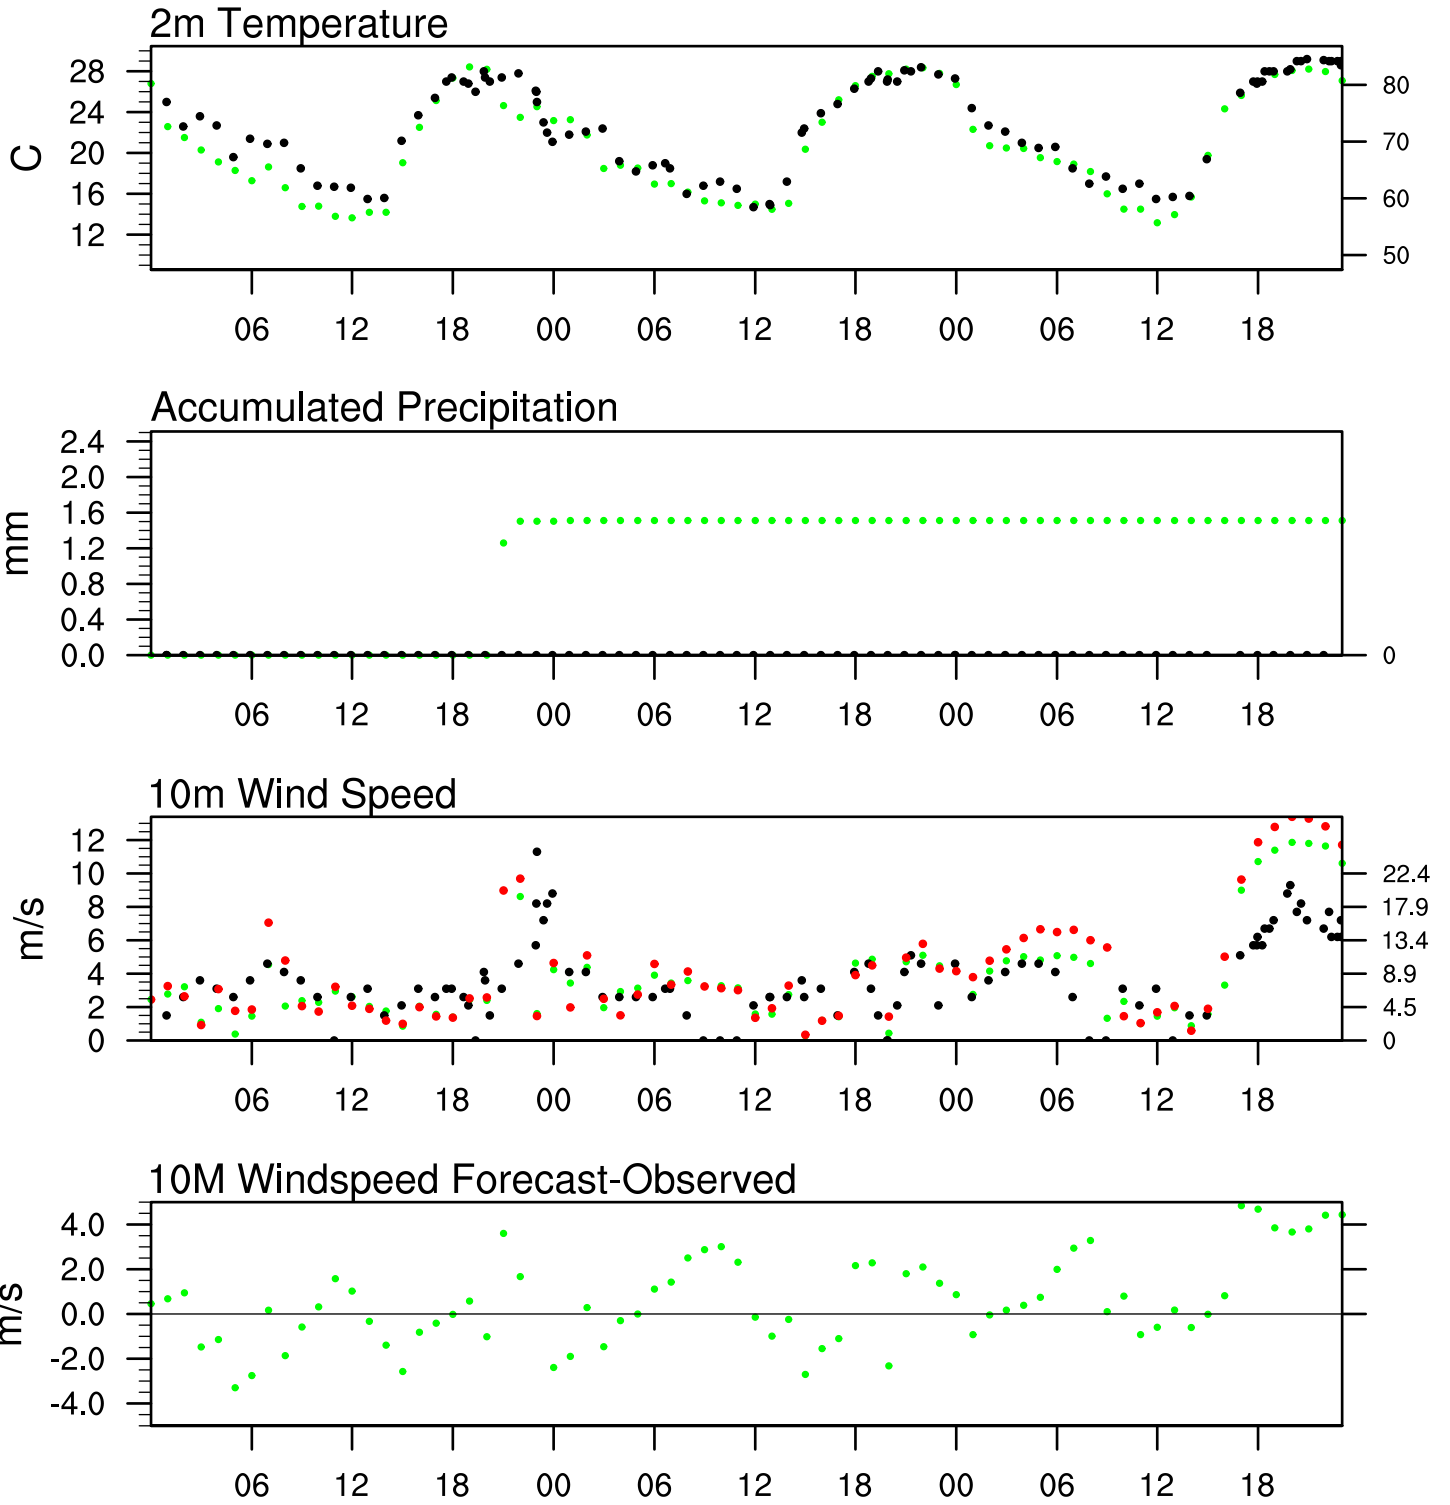 2m Temperature
28
24
20
16
12
C
80
70
60
50
06 12 18 00 06 12 18 00 06 12 18
Accumulated Precipitation
2.4
2.0
1.6
1.2
0.8
0.4
0.0
mm
0
06 12 18 00 06 12 18 00 06 12 18
10m Wind Speed
12
10
8
6
4
2
0
m/s
22.4
17.9
13.4
8.9
4.5
0
06 12 18 00 06 12 18 00 06 12 18
10M Windspeed Forecast-Observed
4.0
2.0
0.0
-2.0
-4.0
m/s
06 12 18 00 06 12 18 00 06 12 18